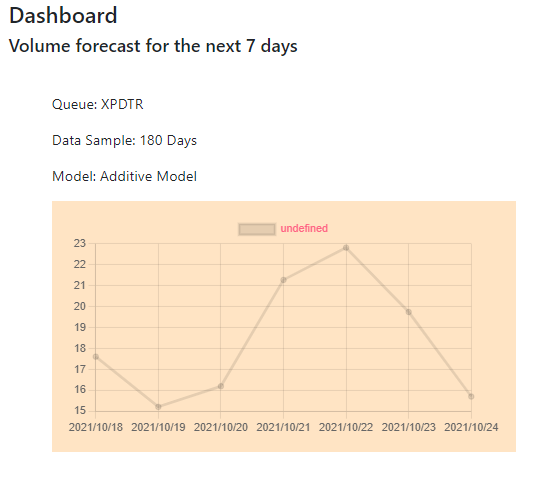 Dashboard
Volume forecast for the next 7 days
Queue: XPDTR
Data Sample: 180 Days
Model: Additive Model
undefined
23
22
21
20
19
18
17
16
15
2021/10/18 2021/10/19 2021/10/20 2021/10/21 2021/10/22 2021/10/23 2021/10/24